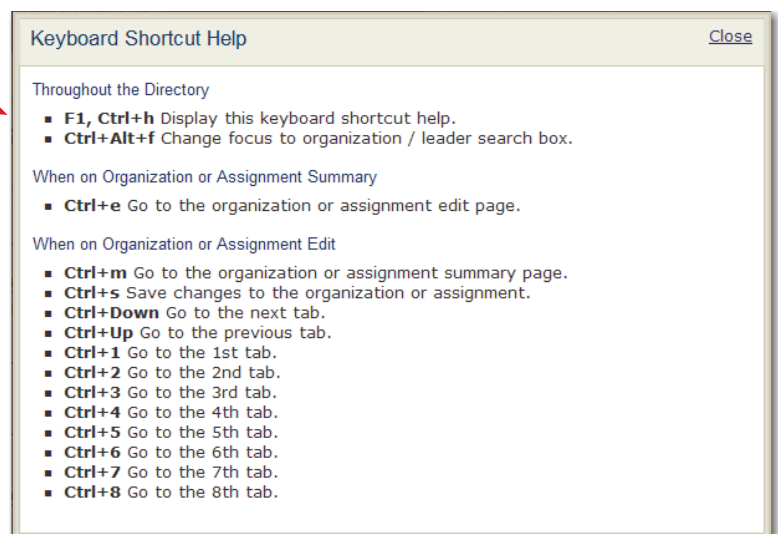 Keyboard Shortcut Help
Close
Throughout the Directory
▪ F1, Ctrl+h Display this keyboard shortcut help.
▪ Ctrl+Alt+f Change focus to organization / leader search box.
When on Organization or Assignment Summary
▪ Ctrl+e Go to the organization or assignment edit page.
When on Organization or Assignment Edit
▪ Ctrl+m Go to the organization or assignment summary page.
▪ Ctrl+s Save changes to the organization or assignment.
▪ Ctrl+Down Go to the next tab.
▪ Ctrl+Up Go to the previous tab.
▪ Ctrl+1 Go to the 1st tab.
▪ Ctrl+2 Go to the 2nd tab.
▪ Ctrl+3 Go to the 3rd tab.
▪ Ctrl+4 Go to the 4th tab.
▪ Ctrl+5 Go to the 5th tab.
▪ Ctrl+6 Go to the 6th tab.
▪ Ctrl+7 Go to the 7th tab.
▪ Ctrl+8 Go to the 8th tab.